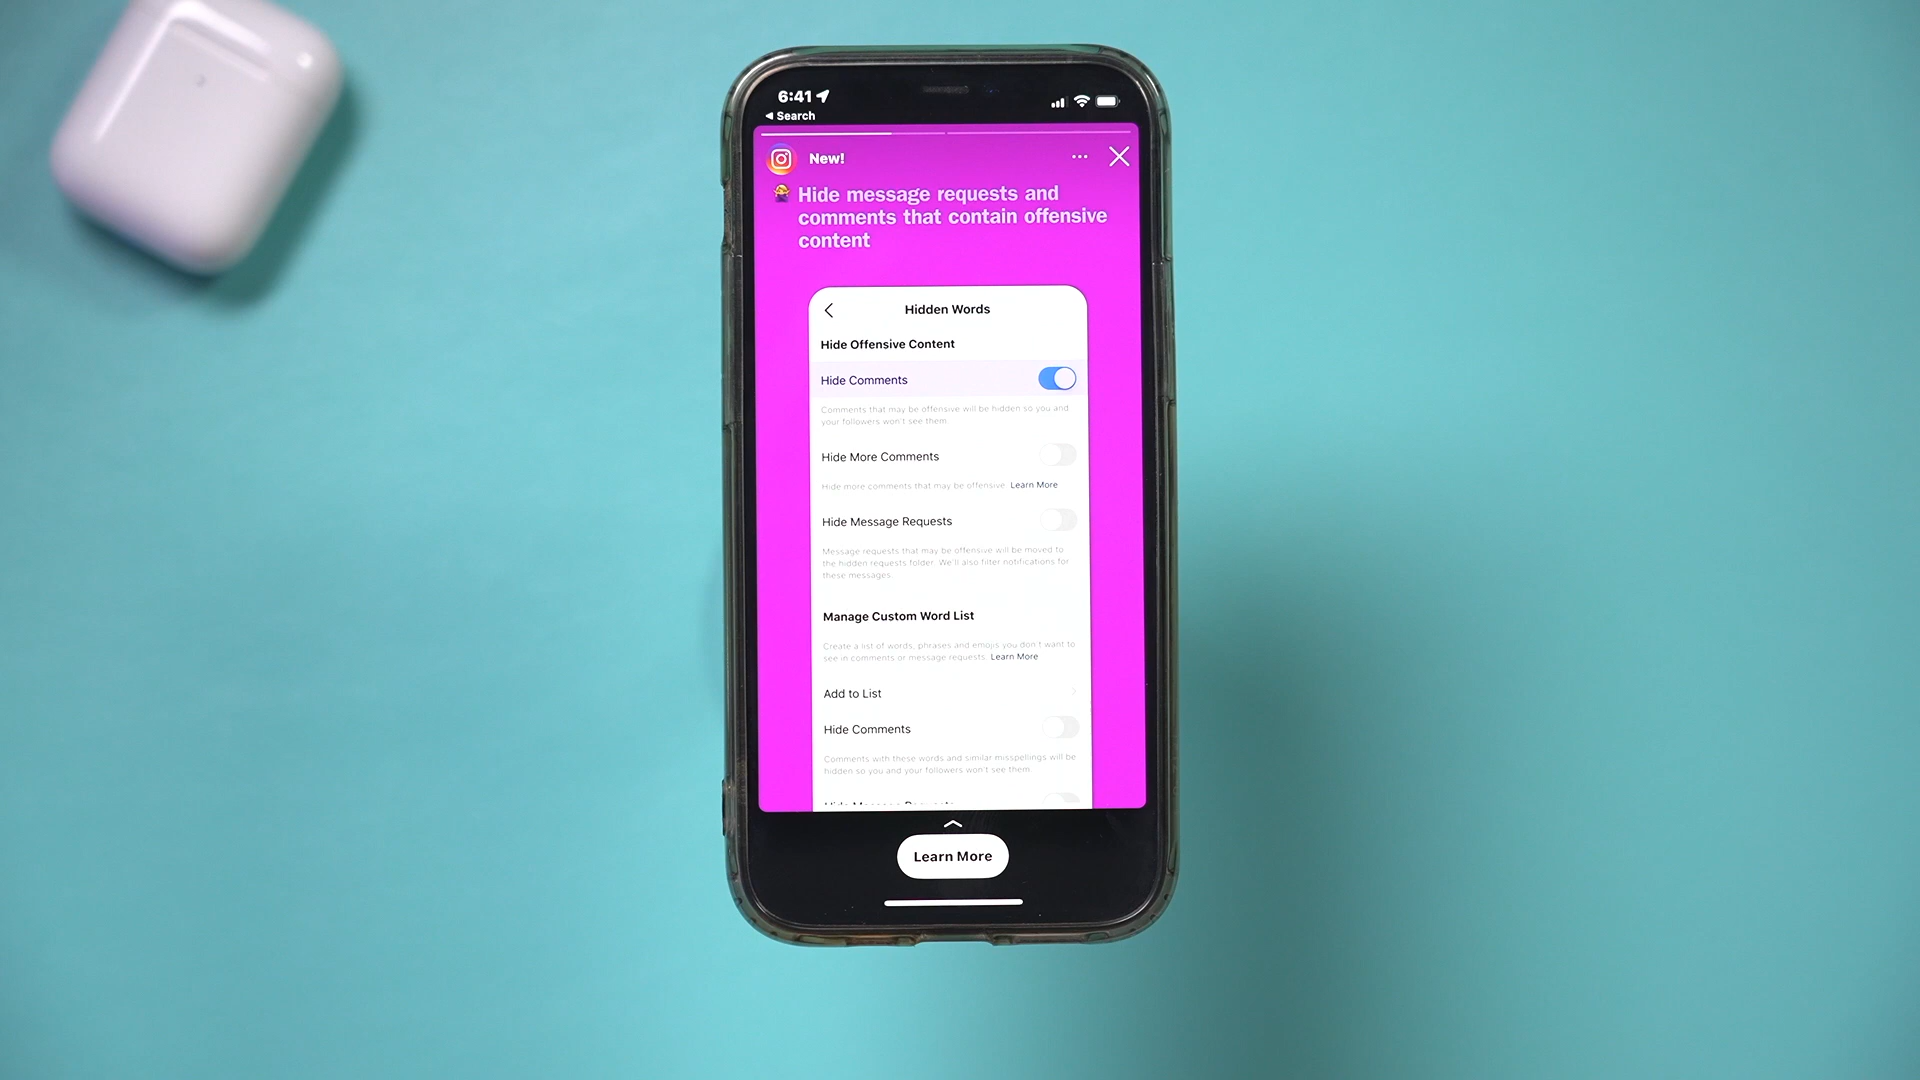 6:41
Search
New!
Hide message requests and
comments that contain offensive
content
Hidden Words
Hide Offensive Content
Hide Comments
Comments that may be offensive will be hidden so you and
your followers won't see them.
Hide More Comments
Hide more comments that may be offensive. Learn More
Hide Message Requests
Message requests that may be offensive will be moved to
the hidden requests folder. We'll also filter notifications for
these messages.
Manage Custom Word List
Create a list of words, phrases and emojis you don't want to
see in comments or message requests. Learn More
Add to List
Hide Comments
Comments with these words and similar misspellings will be
hidden so you and your followers won't see them.
Hide Message Requests
Learn More